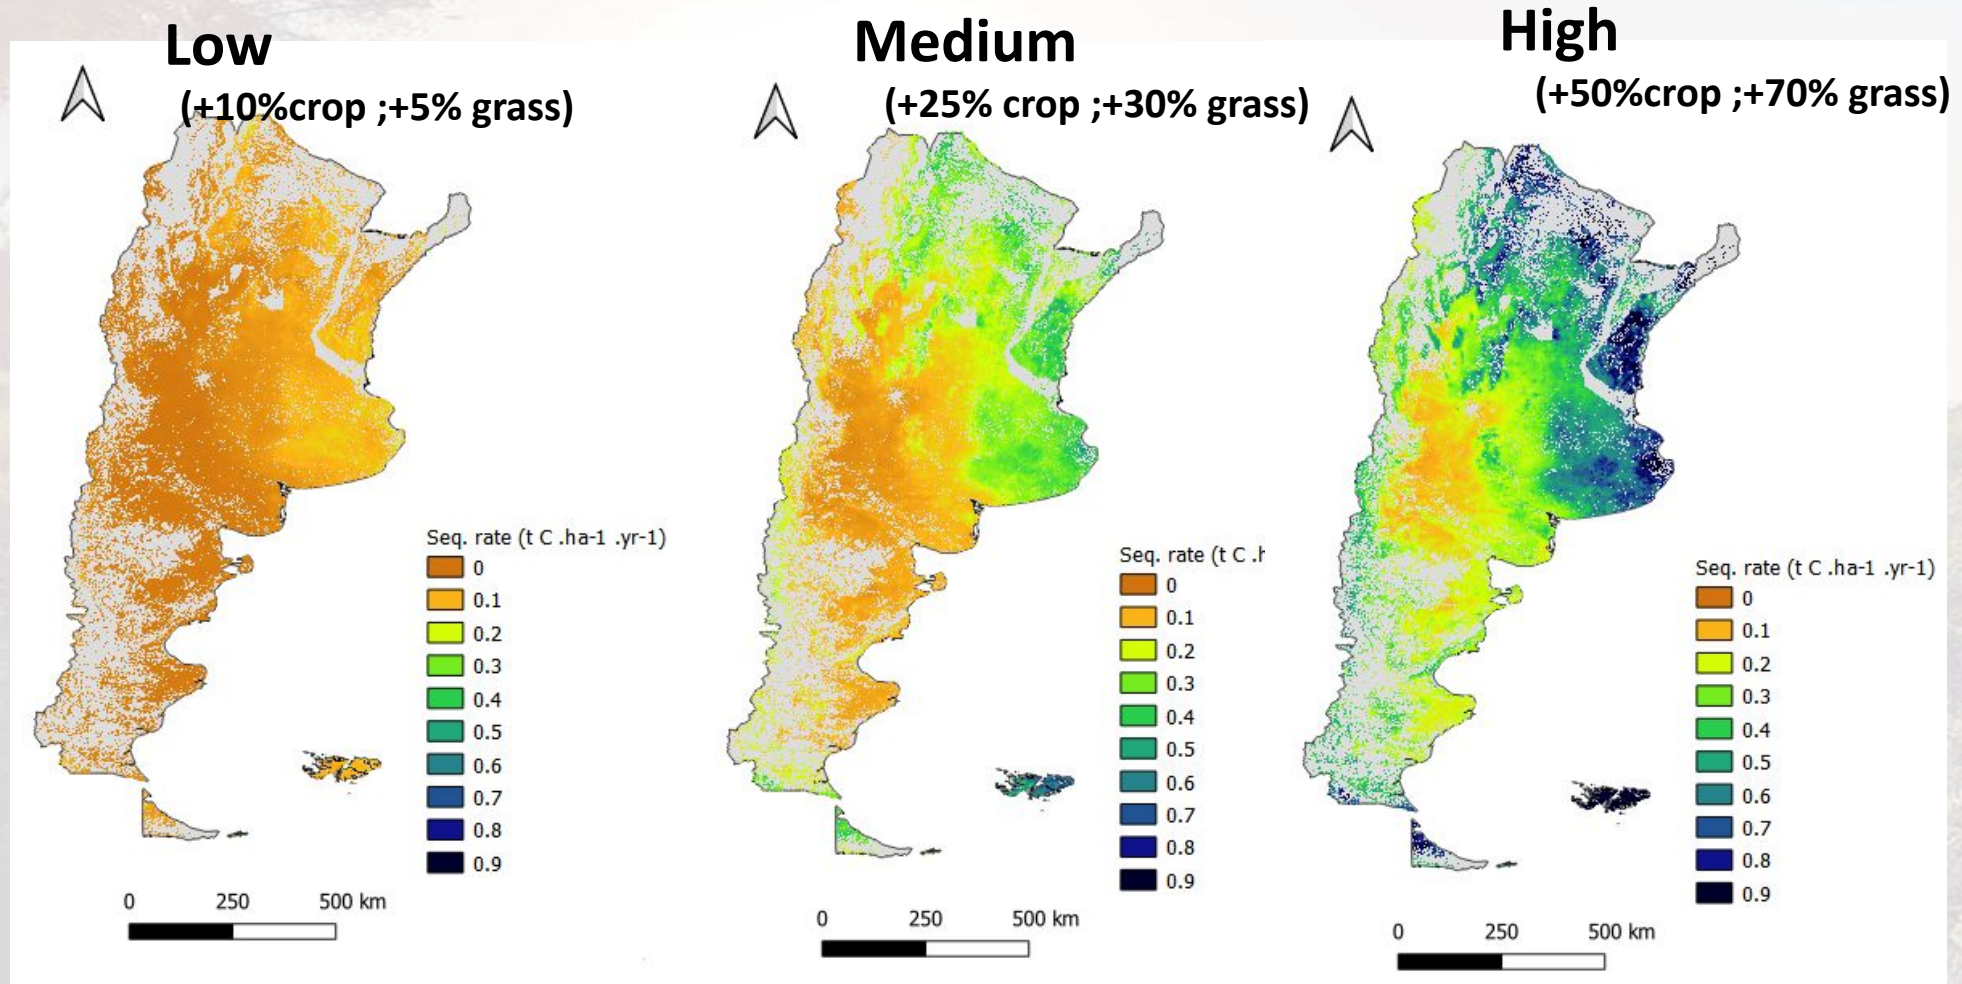 Low
(+10%crop ;+5% grass)
Medium
(+25% crop ;+30% grass)
High
(+50%crop ;+70% grass)
Seq. rate (t C .ha-1 .yr-1)
0
0.1
0.2
0.3
0.4
0.5
0.6
0.7
0.8
0.9
0 250 500 km
Seq. rate (t C .h
0
0.1
0.2
0.3
0.4
0.5
0.6
0.7
0.8
0.9
0 250 500 km
Seq. rate (t C .ha-1 .yr-1)
0
0.1
0.2
0.3
0.4
0.5
0.6
0.7
0.8
0.9
0 250 500 km